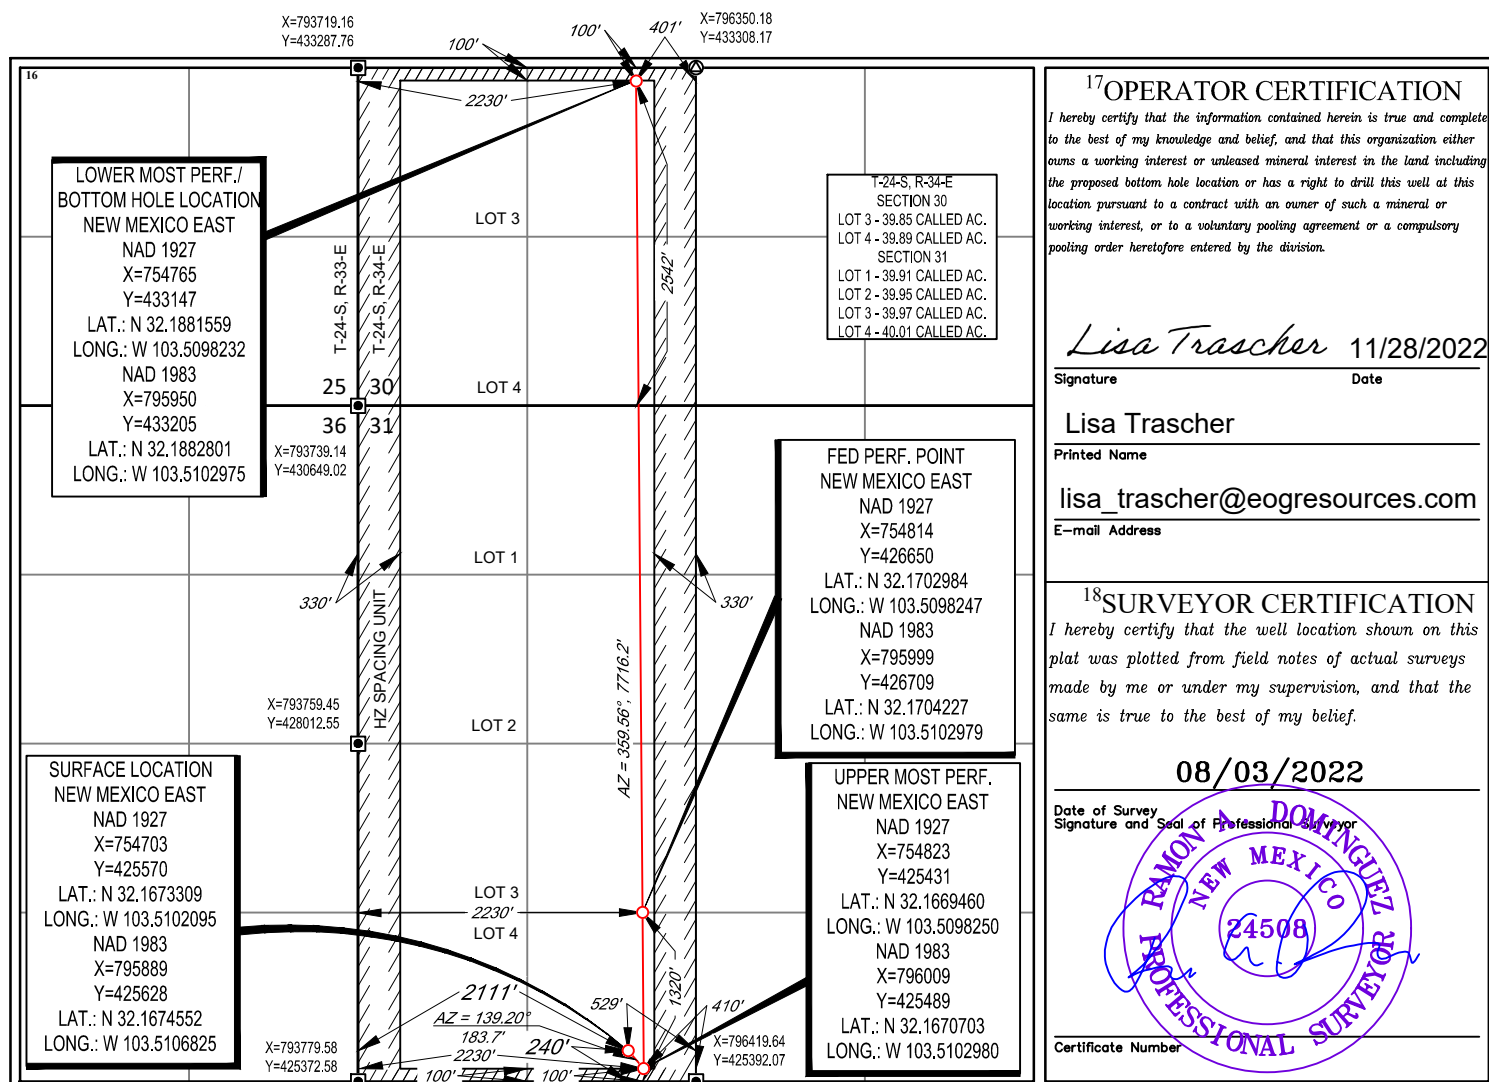 X=793719.16
Y=433287.76
100'
100'
401'
X=796350.18
Y=433308.17
16
2230'
LOWER MOST PERF./
BOTTOM HOLE LOCATION
NEW MEXICO EAST
NAD 1927
X=754765
Y=433147
LAT.: N 32.1881559
LONG.: W 103.5098232
NAD 1983
X=795950
Y=433205
LAT.: N 32.1882801
LONG.: W 103.5102975
T-24-S, R-33-E
T-24-S, R-34-E
LOT 3
2542'
T-24-S, R-34-E
SECTION 30
LOT 3 - 39.85 CALLED AC.
LOT 4 - 39.89 CALLED AC.
SECTION 31
LOT 1 - 39.91 CALLED AC.
LOT 2 - 39.95 CALLED AC.
LOT 3 - 39.97 CALLED AC.
LOT 4 - 40.01 CALLED AC.
25 30
LOT 4
36 31
X=793739.14
Y=430649.02
FED PERF. POINT
NEW MEXICO EAST
NAD 1927
X=754814
Y=426650
LAT.: N 32.1702984
LONG.: W 103.5098247
NAD 1983
X=795999
Y=426709
LAT.: N 32.1704227
LONG.: W 103.5102979
LOT 1
330'
330'
HZ SPACING UNIT
AZ = 359.56°, 7716.2'
X=793759.45
Y=428012.55
LOT 2
SURFACE LOCATION
NEW MEXICO EAST
NAD 1927
X=754703
Y=425570
LAT.: N 32.1673309
LONG.: W 103.5102095
NAD 1983
X=795889
Y=425628
LAT.: N 32.1674552
LONG.: W 103.5106825
UPPER MOST PERF.
NEW MEXICO EAST
NAD 1927
X=754823
Y=425431
LAT.: N 32.1669460
LONG.: W 103.5098250
NAD 1983
X=796009
Y=425489
LAT.: N 32.1670703
LONG.: W 103.5102980
LOT 3
2230'
LOT 4
2111'
529'
1320'
410'
AZ = 139.20°
183.7'
X=793779.58
Y=425372.58
2230'
240'
X=796419.64
Y=425392.07
100'
100'
17OPERATOR CERTIFICATION
I hereby certify that the information contained herein is true and complete
to the best of my knowledge and belief, and that this organization either
owns a working interest or unleased mineral interest in the land including
the proposed bottom hole location or has a right to drill this well at this
location pursuant to a contract with an owner of such a mineral or
working interest, or to a voluntary pooling agreement or a compulsory
pooling order heretofore entered by the division.
Lisa Trascher 11/28/2022
Signature Date
Lisa Trascher
Printed Name
lisa_trascher@eogresources.com
E-mail Address
18SURVEYOR CERTIFICATION
I hereby certify that the well location shown on this
plat was plotted from field notes of actual surveys
made by me or under my supervision, and that the
same is true to the best of my belief.
08/03/2022
Date of Survey
Signature and Seal of Professional Surveyor
RAMON A. DOMINGUEZ
NEW MEXICO
24508
PROFESSIONAL SURVEYOR
Certificate Number